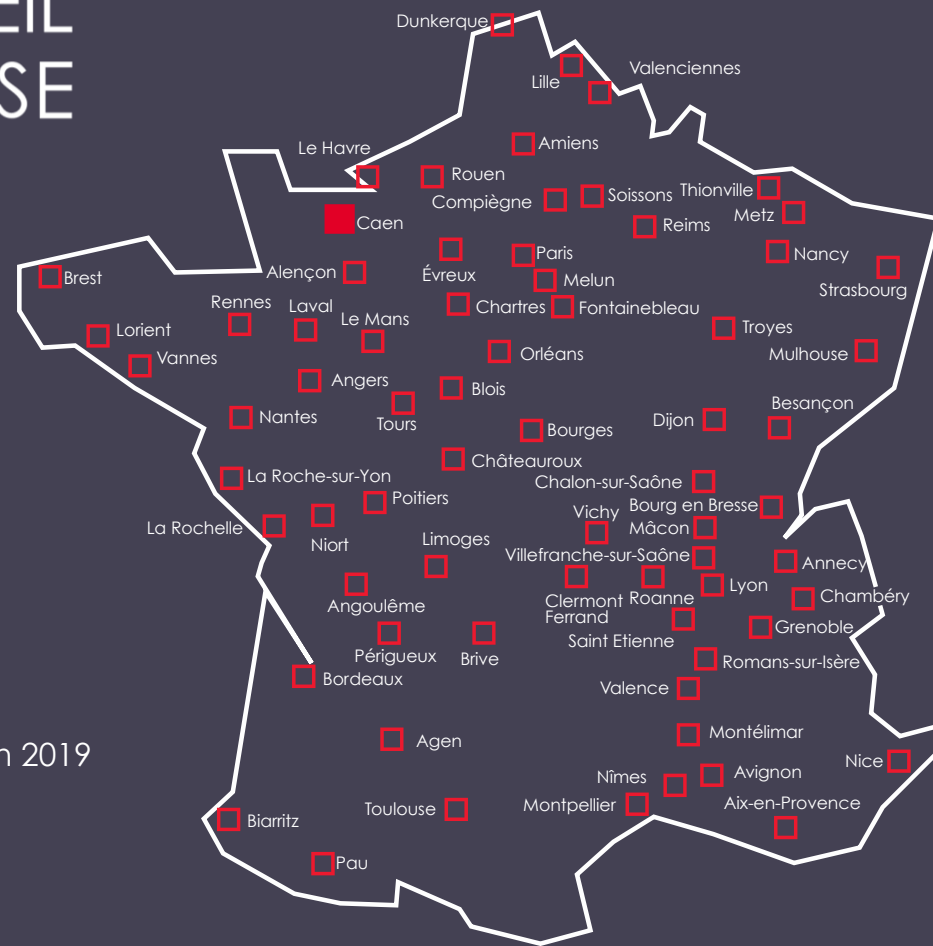 EIL
SE
Dunkerque
Lille
Valenciennes
Amiens
Le Havre
Rouen
Compiègne
Soissons
Thionville
Metz
Reims
Caen
Nancy
Strasbourg
Alençon
Évreux
Paris
Melun
Brest
Rennes
Laval
Le Mans
Chartres
Fontainebleau
Lorient
Troyes
Vannes
Orléans
Mulhouse
Angers
Blois
Besançon
Nantes
Tours
Bourges
Dijon
Châteauroux
La Roche-sur-Yon
Poitiers
Chalon-sur-Saône
Bourg en Bresse
La Rochelle
Niort
Vichy
Mâcon
Limoges
Villefranche-sur-Saône
Annecy
Angoulême
Clermont
Ferrand
Roanne
Lyon
Chambéry
Saint Etienne
Grenoble
Périgueux
Brive
Romans-sur-Isère
Bordeaux
Valence
Agen
Montélimar
n 2019
Nice
Nîmes
Avignon
Toulouse
Montpellier
Aix-en-Provence
Biarritz
Pau